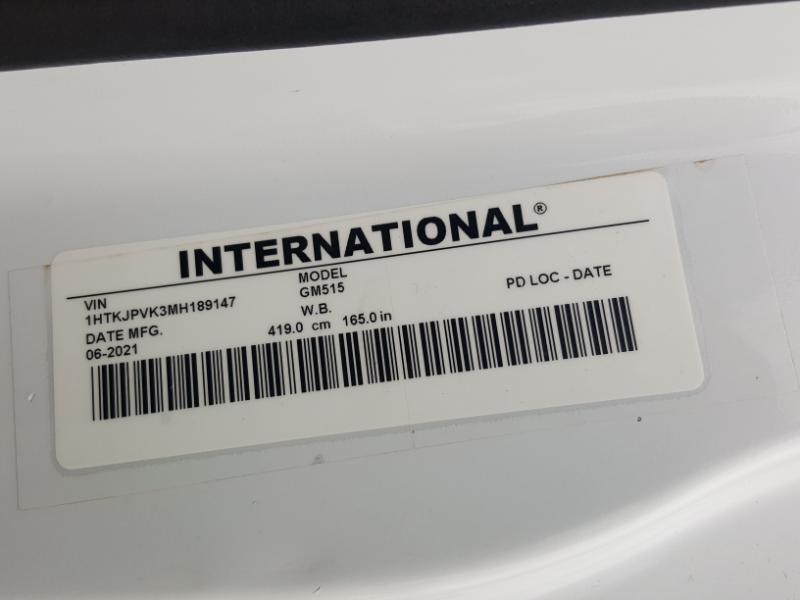 INTERNATIONAL®
VIN
1HTKJPVK3MH189147
MODEL
GM515
PD LOC - DATE
DATE MFG.
06-2021
W.B.
419.0 cm 165.0 in